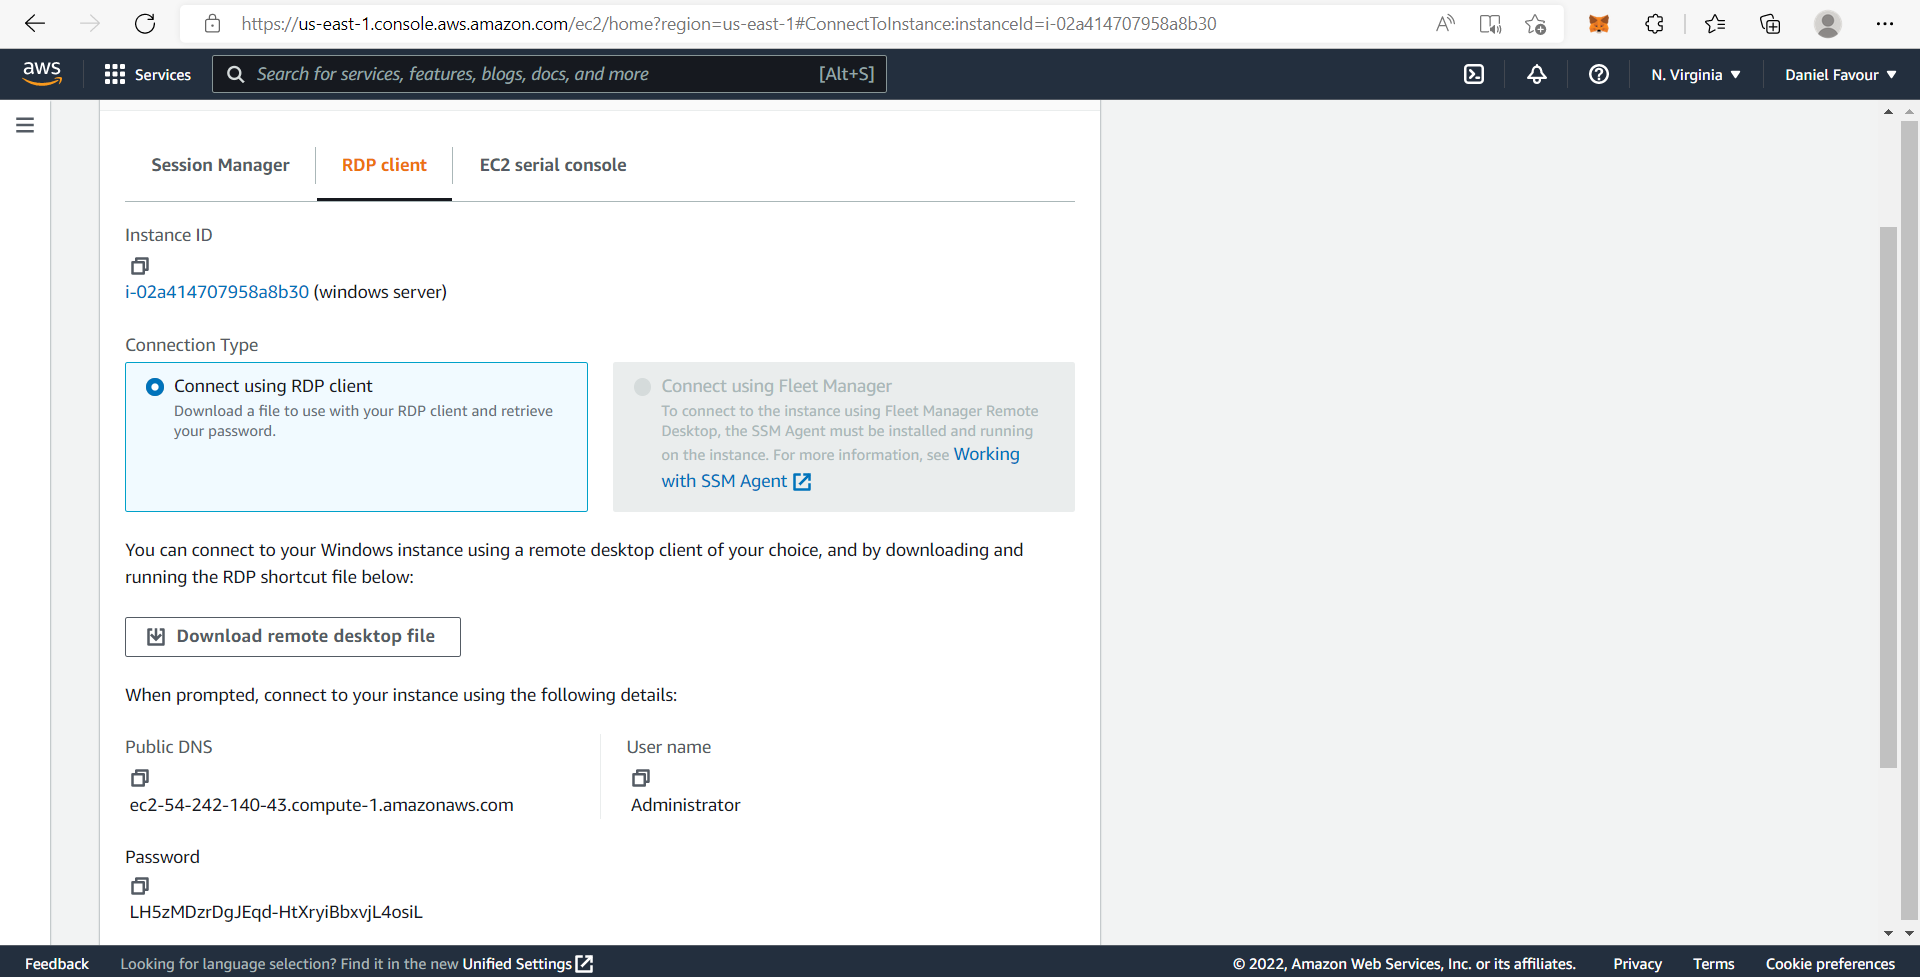 https://us-east-1.console.aws.amazon.com/ec2/home?region=us-east-1#ConnectToInstance:instanceId=i-02a414707958a8b30
aws
Services
Search for services, features, blogs, docs, and more
[Alt+S]
N. Virginia
Daniel Favour
Session Manager
RDP client
EC2 serial console
Instance ID
i-02a414707958a8b30 (windows server)
Connection Type
Connect using RDP client
Download a file to use with your RDP client and retrieve
your password.
Connect using Fleet Manager
To connect to the instance using Fleet Manager Remote
Desktop, the SSM Agent must be installed and running
on the instance. For more information, see Working
with SSM Agent
You can connect to your Windows instance using a remote desktop client of your choice, and by downloading and
running the RDP shortcut file below:
Download remote desktop file
When prompted, connect to your instance using the following details:
Public DNS
ec2-54-242-140-43.compute-1.amazonaws.com
User name
Administrator
Password
LH5zMDzrDgJEqd-HtXryiBbxvjL4osiL
Feedback
Looking for language selection? Find it in the new Unified Settings
© 2022, Amazon Web Services, Inc. or its affiliates.
Privacy
Terms
Cookie preferences